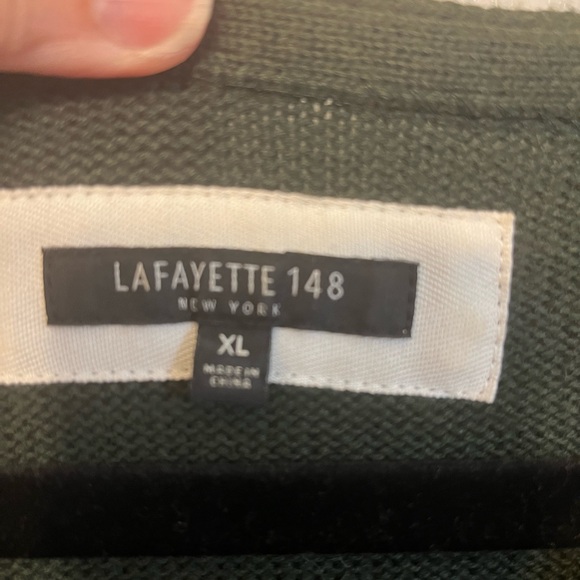 LAFAYETTE 148
NEW YORK
XL
MADE IN
CHINA